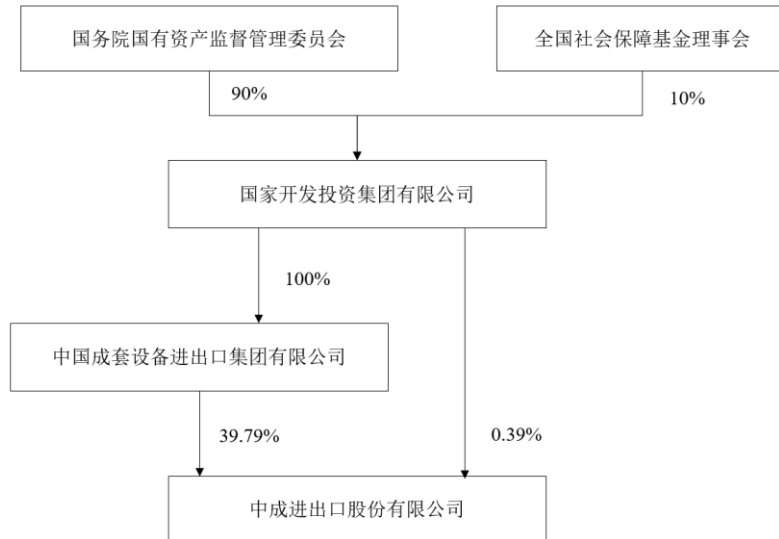 国务院国有资产监督管理委员会
全国社会保障基金理事会
90%
10%
国家开发投资集团有限公司
100%
中国成套设备进出口集团有限公司
39.79%
0.39%
中成进出口股份有限公司